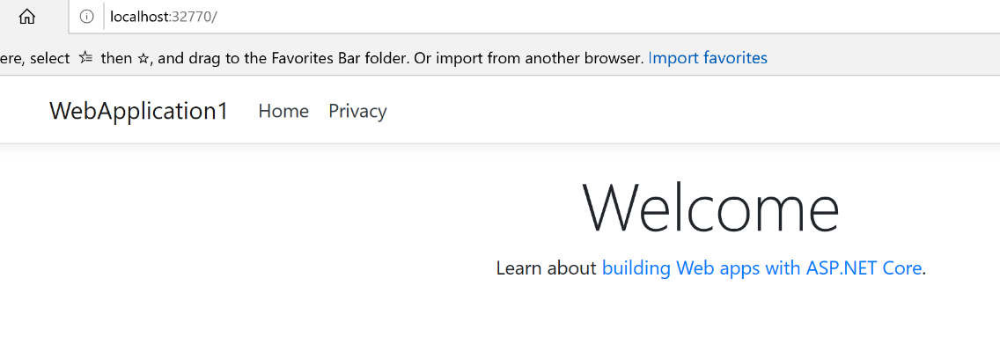 localhost:32770/
ere, select then ☆, and drag to the Favorites Bar folder. Or import from another browser. Import favorites
WebApplication1 Home Privacy
Welcome
Learn about building Web apps with ASP.NET Core.